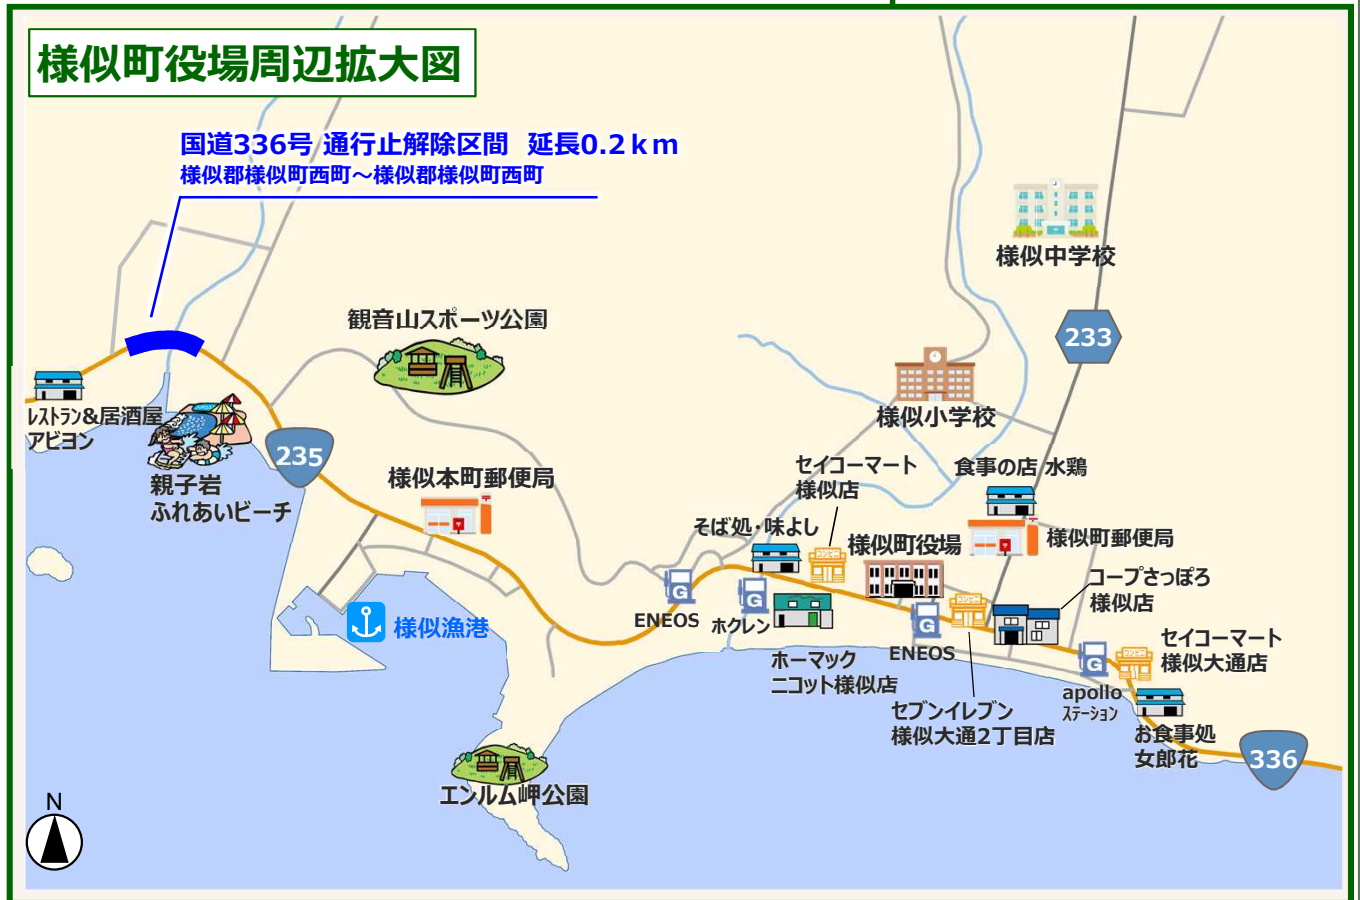 様似町役場周辺拡大図
国道336号 通行止解除区間 延長0.2km
様似郡様似町西町～様似郡様似町西町
様似中学校
観音山スポーツ公園
233
レストラン&居酒屋
アビヨン
様似小学校
親子岩
ふれあいビーチ
235
様似本町郵便局
セイコーマート
様似店
食事の店 水鶏
そば処・味よし
様似町役場
様似町郵便局
コープさっぽろ
様似店
G
ENEOS
G
ホクレン
様似漁港
ホーマック
ニコット様似店
G
ENEOS
セイコーマート
様似大通店
G
apollo
ステーション
セブンイレブン
様似大通2丁目店
お食事処
女郎花
336
エンルム岬公園
N